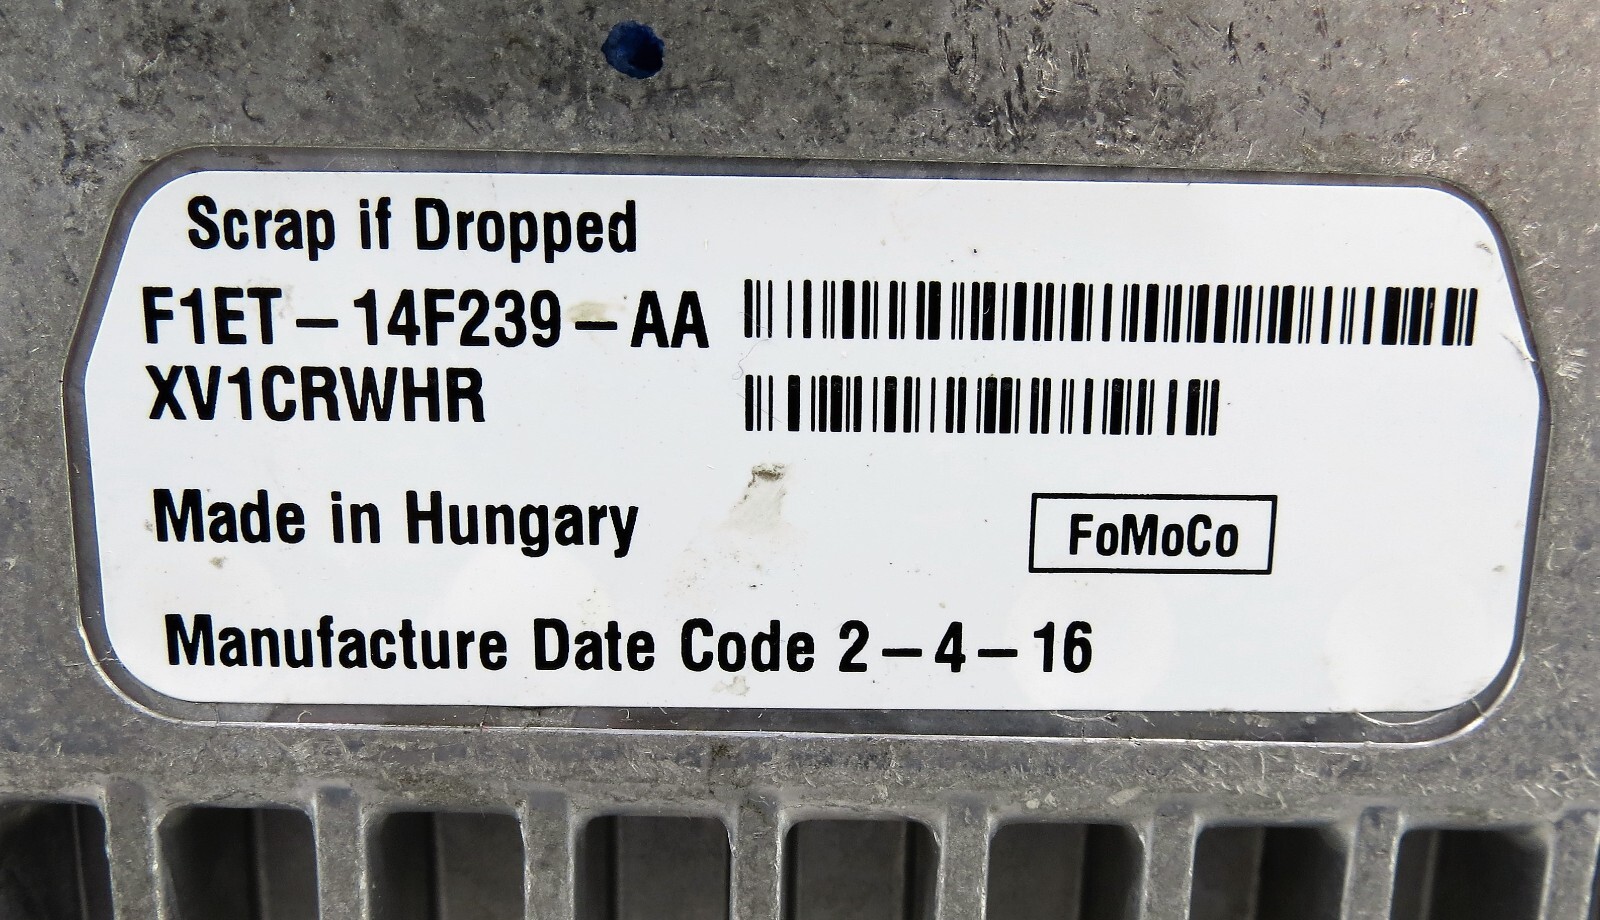 Scrap if Dropped
F1ET-14F239-AA
XV1CRWHR
Made in Hungary
FoMoCo
Manufacture Date Code 2-4-16